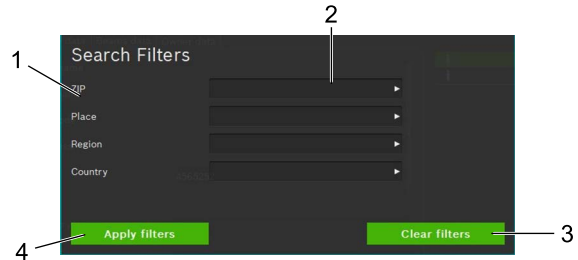 2
1
Search Filters
ZIP
Place
Region
Country
Apply filters
Clear filters
3
4